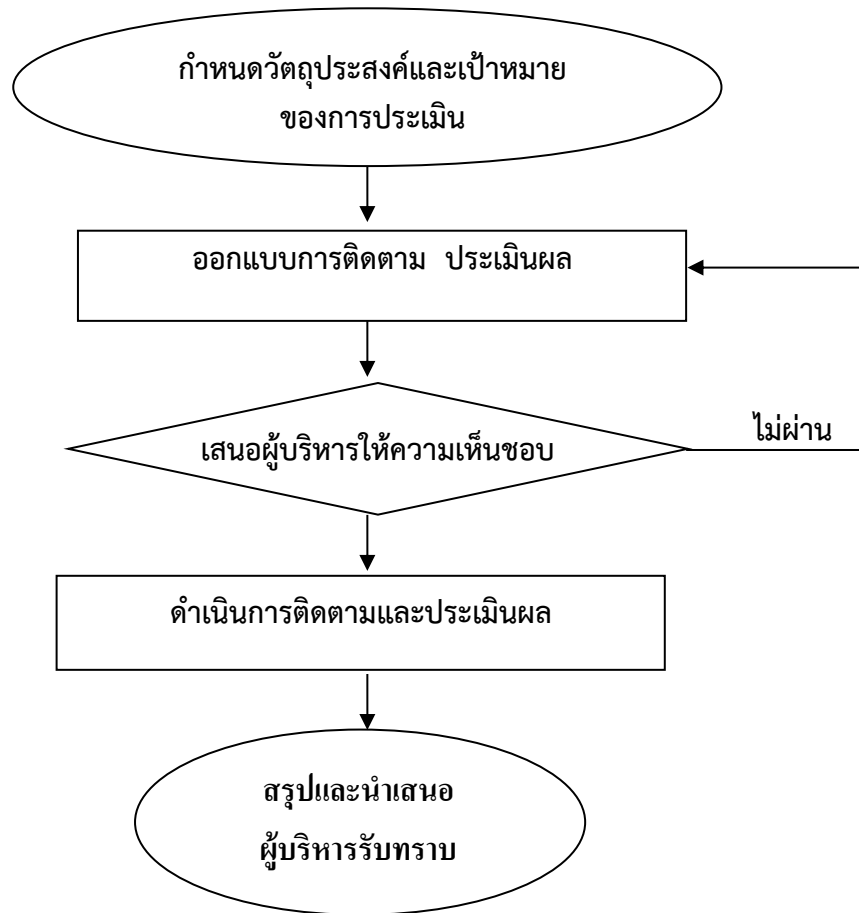 กำหนดวัตถุประสงค์และเป้าหมาย
ของการประเมิน
ออกแบบการติดตาม ประเมินผล
เสนอผู้บริหารให้ความเห็นชอบ
ไม่ผ่าน
ดำเนินการติดตามและประเมินผล
สรุปและนำเสนอ
ผู้บริหารรับทราบ